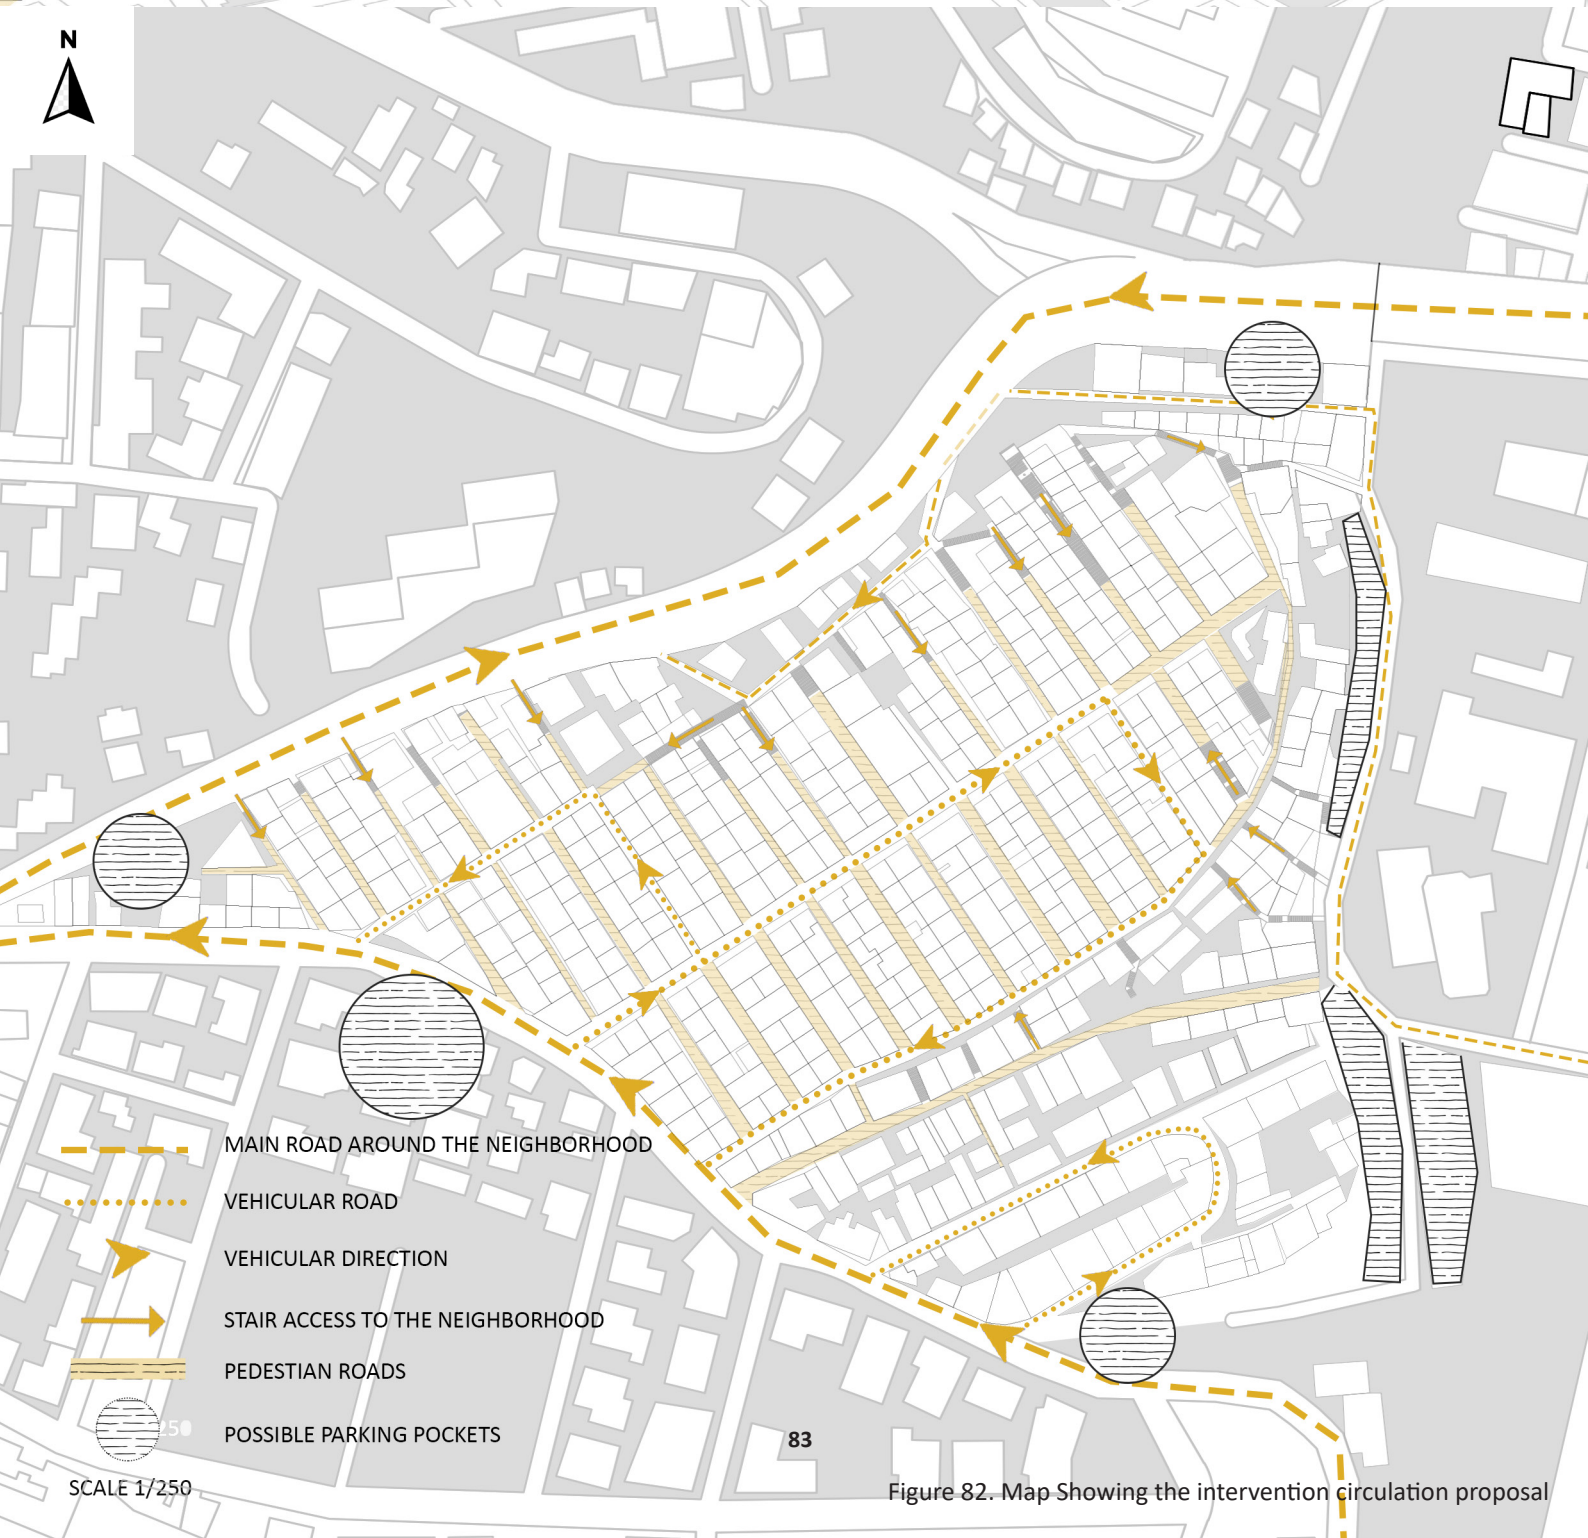 N
MAIN ROAD AROUND THE NEIGHBORHOOD
VEHICULAR ROAD
VEHICULAR DIRECTION
STAIR ACCESS TO THE NEIGHBORHOOD
PEDESTIAN ROADS
250
POSSIBLE PARKING POCKETS
SCALE 1/250
83
Figure 82. Map Showing the intervention circulation proposal